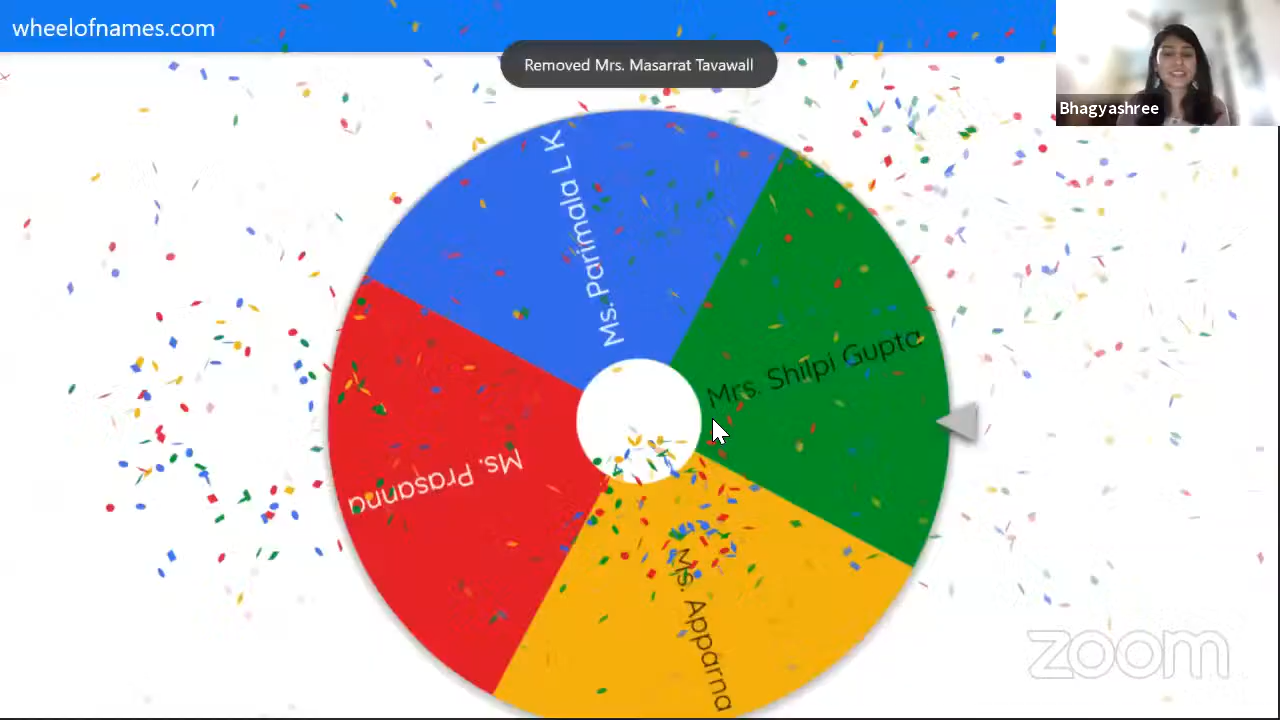 wheelofnames.com
Removed Mrs. Masarrat Tavawall
Bhagyashree
Ms. Parimala L K
Mrs. Shilpi Gupta
Ms. Prasanna
Ms. Apparna
zoom